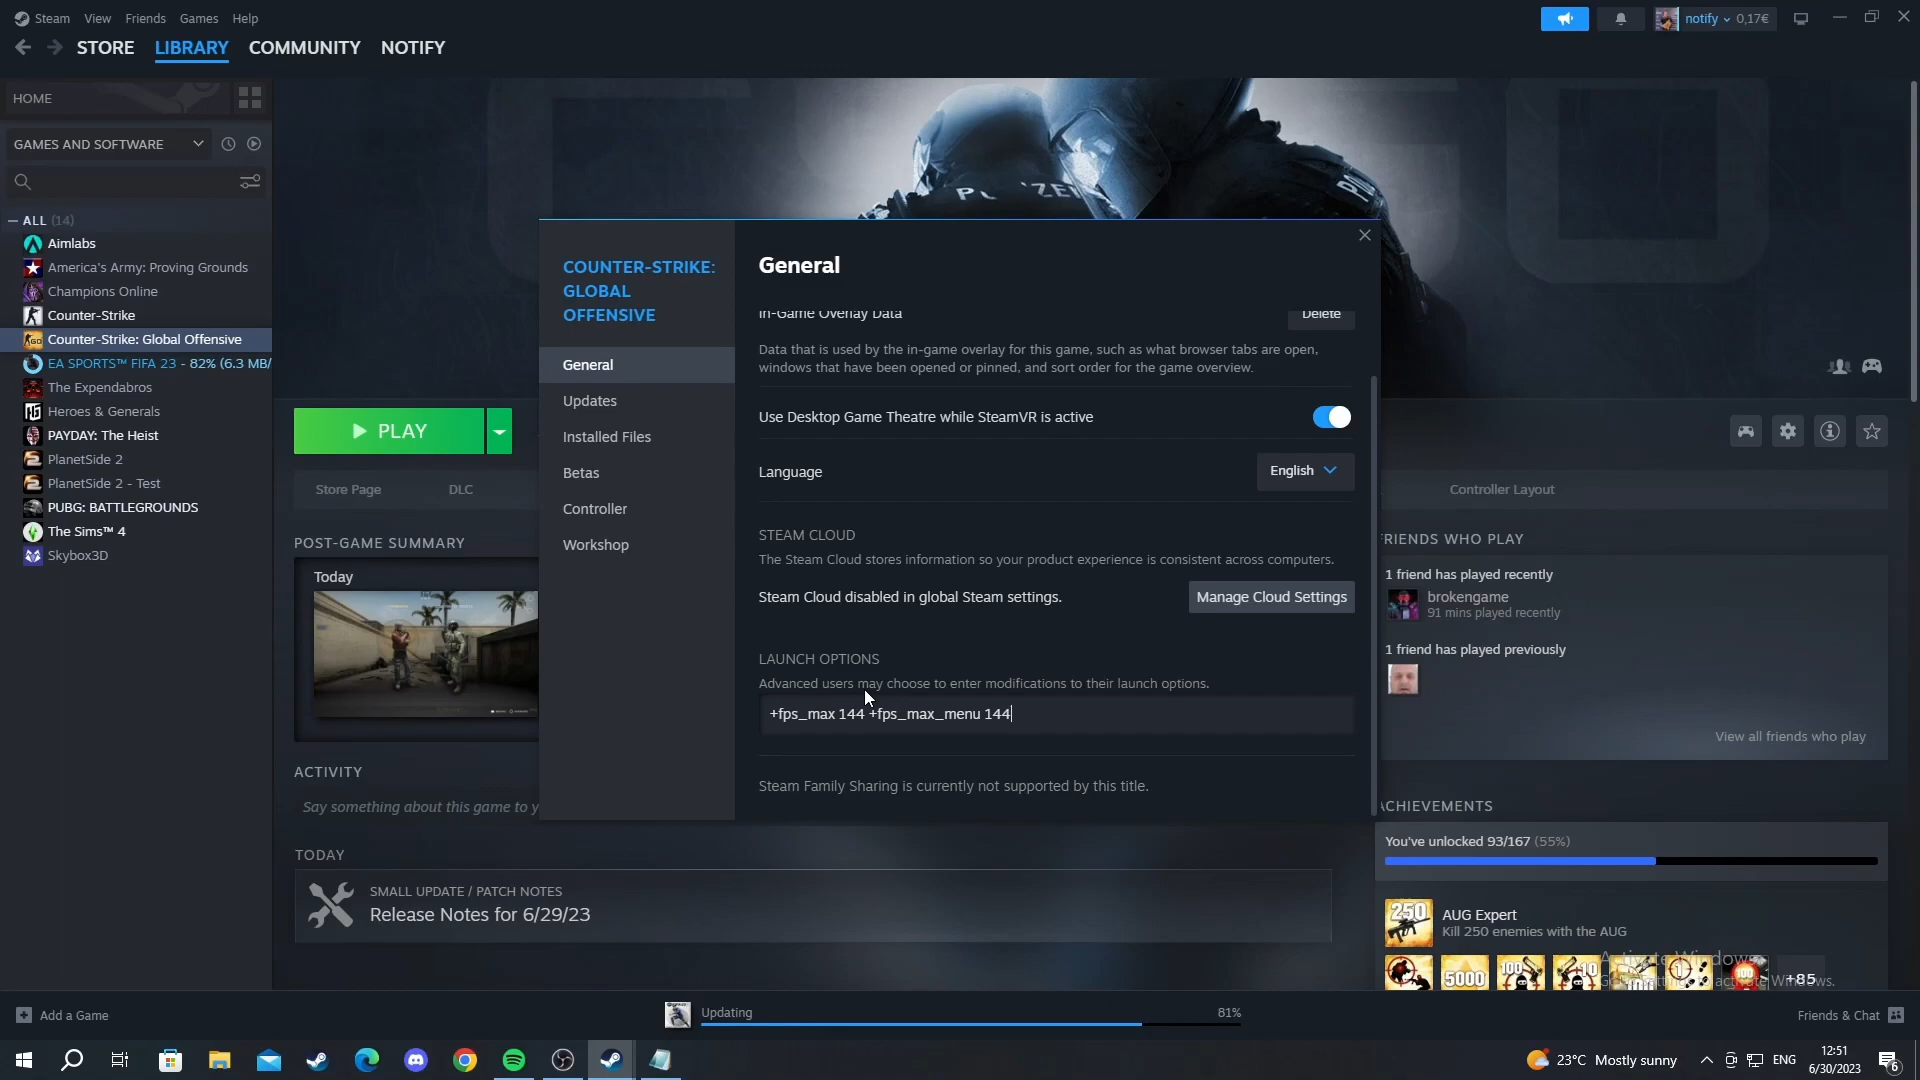 Steam View Friends Games Help
notify 0,17€
STORE LIBRARY COMMUNITY NOTIFY
HOME
GAMES AND SOFTWARE
ALL (14)
Aimlabs
America's Army: Proving Grounds
Champions Online
Counter-Strike
Counter-Strike: Global Offensive
EA SPORTS™ FIFA 23 - 82% (6.3 MB/
The Expendabros
Heroes & Generals
PAYDAY: The Heist
PlanetSide 2
PlanetSide 2 - Test
PUBG: BATTLEGROUNDS
The Sims™ 4
Skybox3D
PLAY
Store Page DLC
POST-GAME SUMMARY
Today
ACTIVITY
Say something about this game to y
TODAY
SMALL UPDATE / PATCH NOTES
Release Notes for 6/29/23
COUNTER-STRIKE:
GLOBAL
OFFENSIVE
General
Updates
Installed Files
Betas
Controller
Workshop
General
In-Game Overlay Data Delete
Data that is used by the in-game overlay for this game, such as what browser tabs are open,
windows that have been opened or pinned, and sort order for the game overview.
Use Desktop Game Theatre while SteamVR is active
Language English
STEAM CLOUD
The Steam Cloud stores information so your product experience is consistent across computers.
Steam Cloud disabled in global Steam settings. Manage Cloud Settings
LAUNCH OPTIONS
Advanced users may choose to enter modifications to their launch options.
+fps_max 144 +fps_max_menu 144
Steam Family Sharing is currently not supported by this title.
Controller Layout
FRIENDS WHO PLAY
1 friend has played recently
brokengame
91 mins played recently
1 friend has played previously
View all friends who play
ACHIEVEMENTS
You've unlocked 93/167 (55%)
250
AUG Expert
Kill 250 enemies with the AUG
5000 100 10 100 +85
Activate Windows
Add a Game
Updating 81%
Friends & Chat
23°C Mostly sunny
ENG
12:51
6/30/2023
6